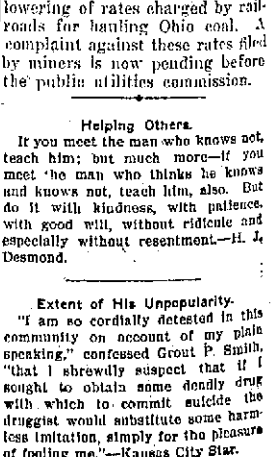 lowering of rates charged by rail-
roads for hauling Ohio coal. A
complaint against these rates filed
by miners is now pending before
the public utilities commission.
Helping Others.
If you meet the man who knows not,
teach him; but much more—if you
meet the man who thinks he knows
and knows not, teach him, also. But
do it with kindness, with patience,
with good will, without ridicule and
especially without resentment.—H. J.
Desmond.
Extent of His Unpopularity.
"I am so cordially detested in this
community on account of my plain
speaking," confessed Grout P. Smith,
"that I shrewdly suspect that if I
sought to obtain some deadly drug
with which to commit suicide the
druggist would substitute some harm-
less imitation, simply for the pleasure
of fooling me."—Kansas City Star.